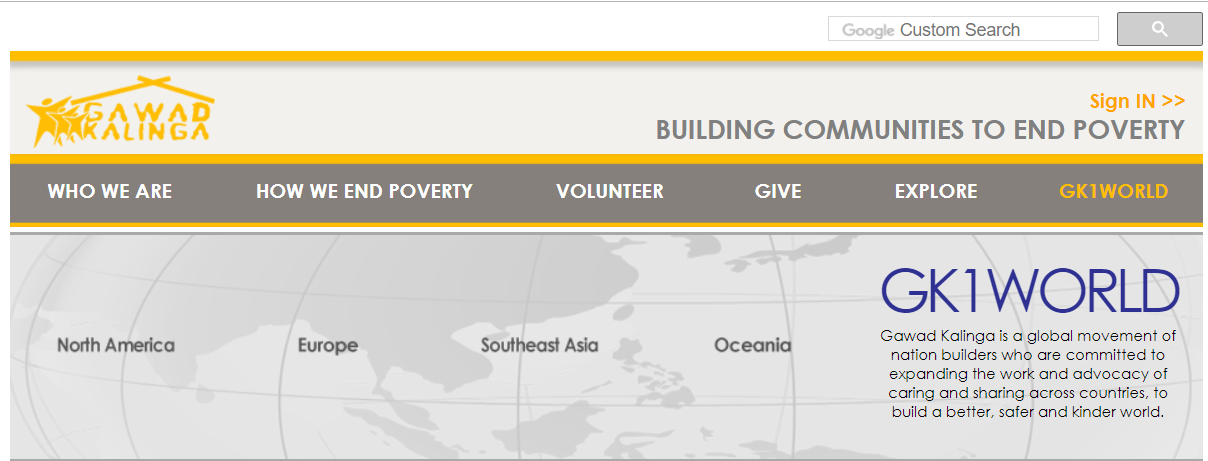 Google Custom Search
GAWAD
KALINGA
Sign IN >>
BUILDING COMMUNITIES TO END POVERTY
WHO WE ARE HOW WE END POVERTY VOLUNTEER GIVE EXPLORE GK1WORLD
North America Europe Southeast Asia Oceania
GK1WORLD
Gawad Kalinga is a global movement of
nation builders who are committed to
expanding the work and advocacy of
caring and sharing across countries, to
build a better, safer and kinder world.